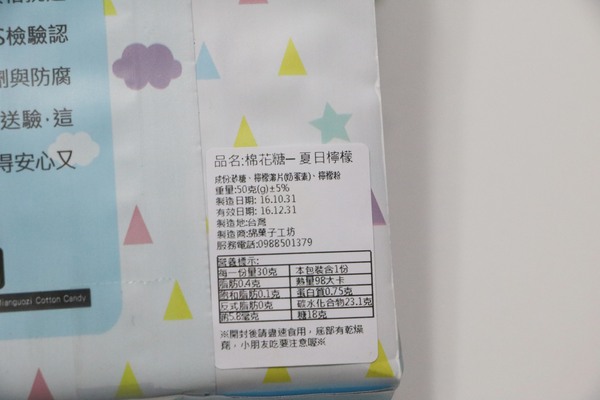 S檢驗認
劑與防腐
送驗·這
得安心又
品名:棉花糖─夏日檸檬
成份:砂糖、檸檬薄片(奶蛋素)、檸檬粉
重量:50克(g)±5%
製造日期: 16.10.31
有效日期: 16.12.31
製造地:台灣
製造商:綿菓子工坊
服務電話:0988501379
營養標示:
每一份量30克 本包裝含1份
脂肪0.4克 熱量98大卡
飽和脂肪0.1克 蛋白質0.75克
反式脂肪0克 碳水化合物23.1克
鈉5.8毫克 糖18克
※開封後請盡速食用，底部有乾燥
劑，小朋友吃要注意喔※
Mianguozi Cotton Candy